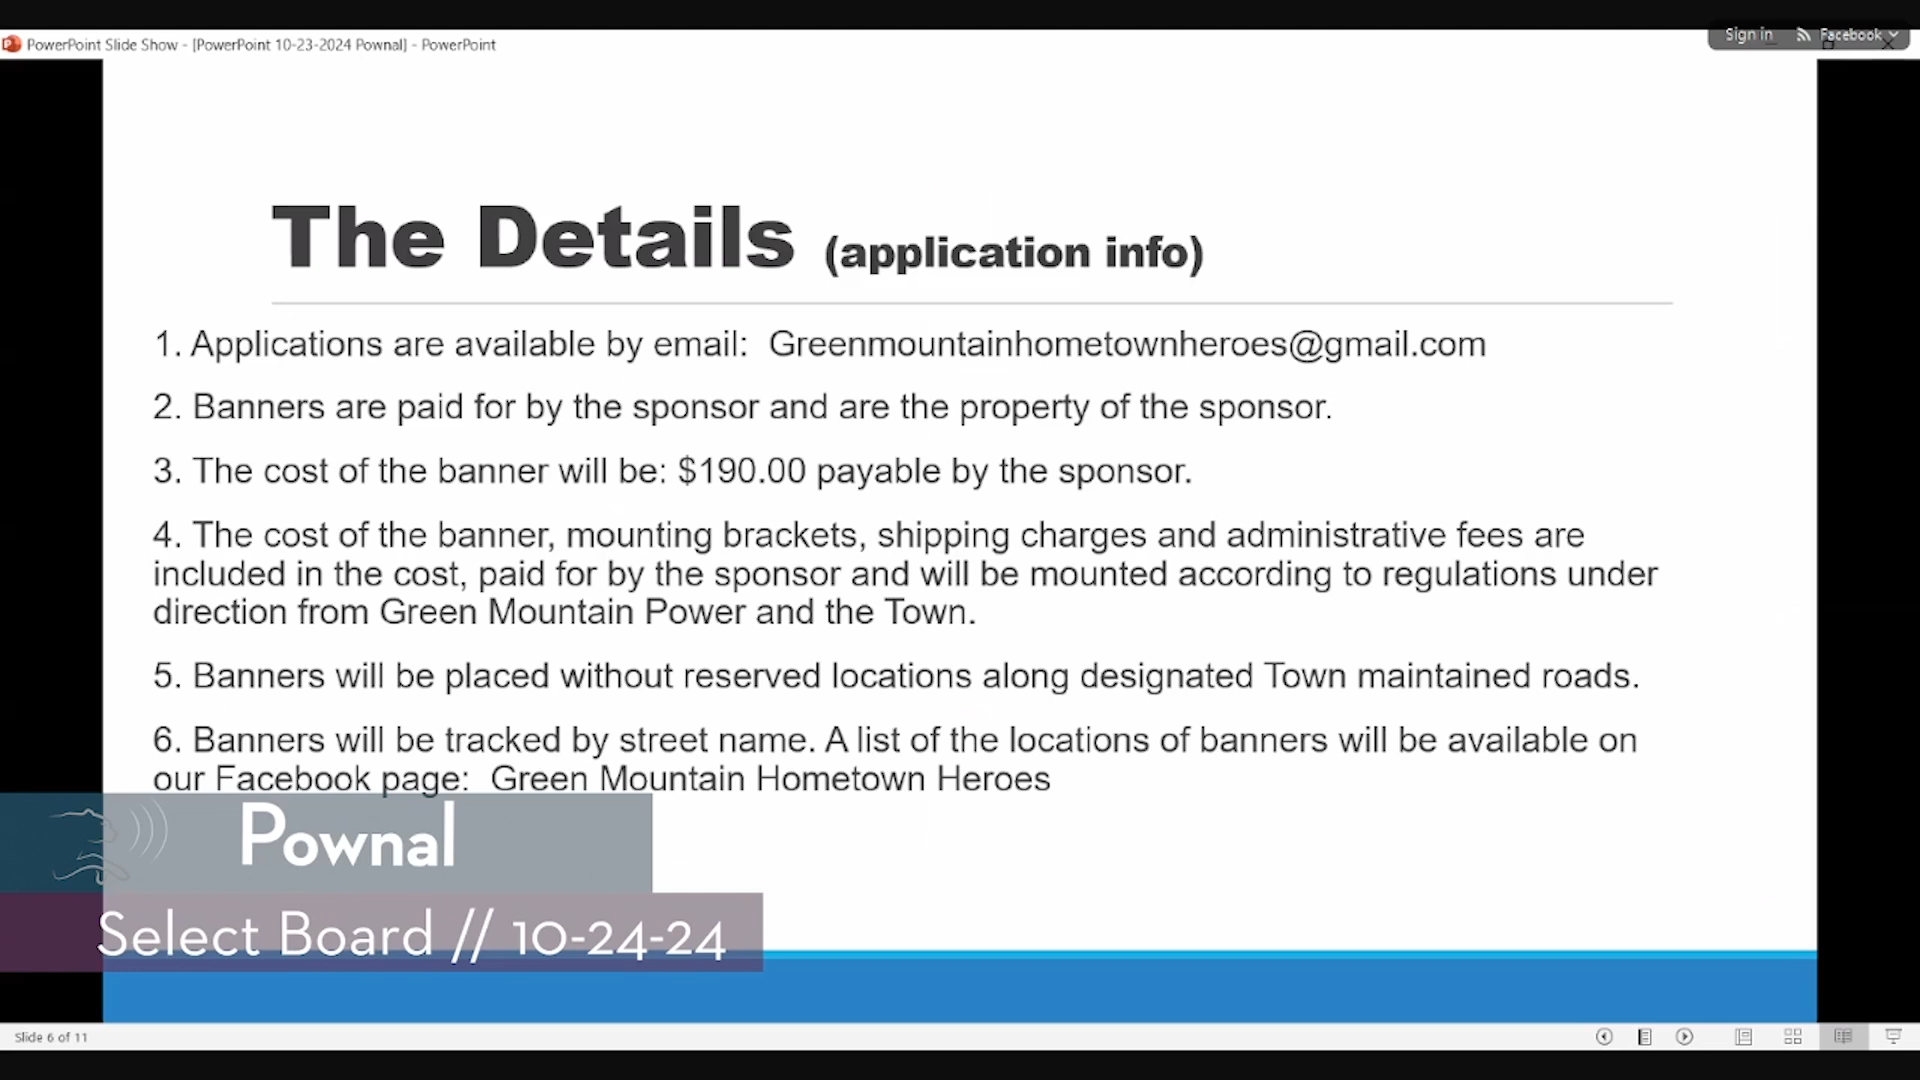 PowerPoint Slide Show - [PowerPoint 10-23-2024 Pownal] - PowerPoint
Sign in Facebook
The Details (application info)
1. Applications are available by email: Greenmountainhometownheroes@gmail.com
2. Banners are paid for by the sponsor and are the property of the sponsor.
3. The cost of the banner will be: $190.00 payable by the sponsor.
4. The cost of the banner, mounting brackets, shipping charges and administrative fees are
included in the cost, paid for by the sponsor and will be mounted according to regulations under
direction from Green Mountain Power and the Town.
5. Banners will be placed without reserved locations along designated Town maintained roads.
6. Banners will be tracked by street name. A list of the locations of banners will be available on
our Facebook page: Green Mountain Hometown Heroes
Pownal
Select Board // 10-24-24
Slide 6 of 11